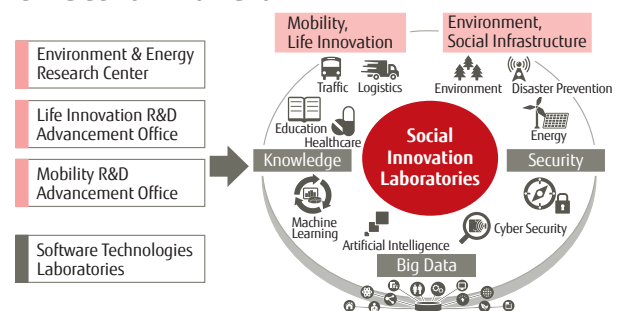 Environment & Energy
Research Center
Life Innovation R&D
Advancement Office
Mobility R&D
Advancement Office
Software Technologies
Laboratories
Mobility,
Life Innovation
Environment,
Social Infrastructure
Traffic
Logistics
Environment
Disaster Prevention
Education
Healthcare
Energy
Social
Innovation
Laboratories
Knowledge
Security
Machine
Learning
Artificial Intelligence
Cyber Security
Big Data